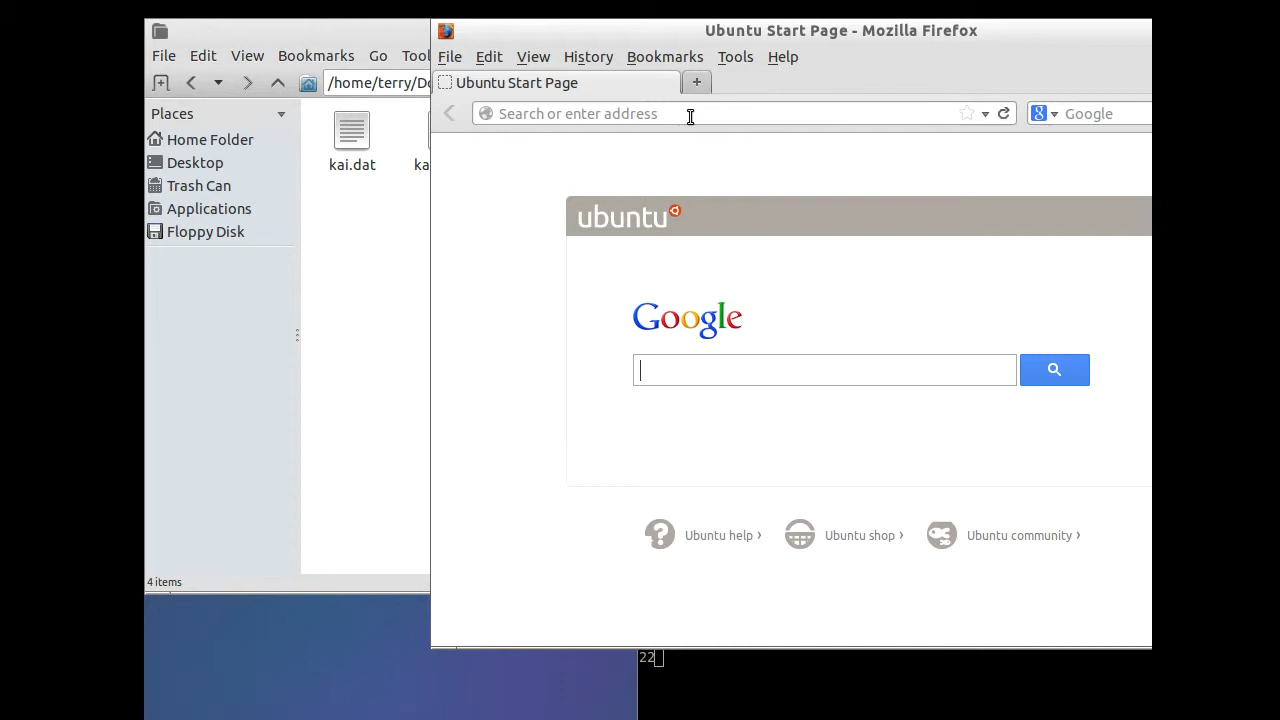 Ubuntu Start Page - Mozilla Firefox
File Edit View Bookmarks Go
File Edit View History Bookmarks Tools Help
/home/terry/
Ubuntu Start Page
Search or enter address
Google
Places
Home Folder
Desktop
Trash Can
Applications
Floppy Disk
kai.dat
ubuntu
Google
Ubuntu help ›
Ubuntu shop ›
Ubuntu community ›
4 items
22